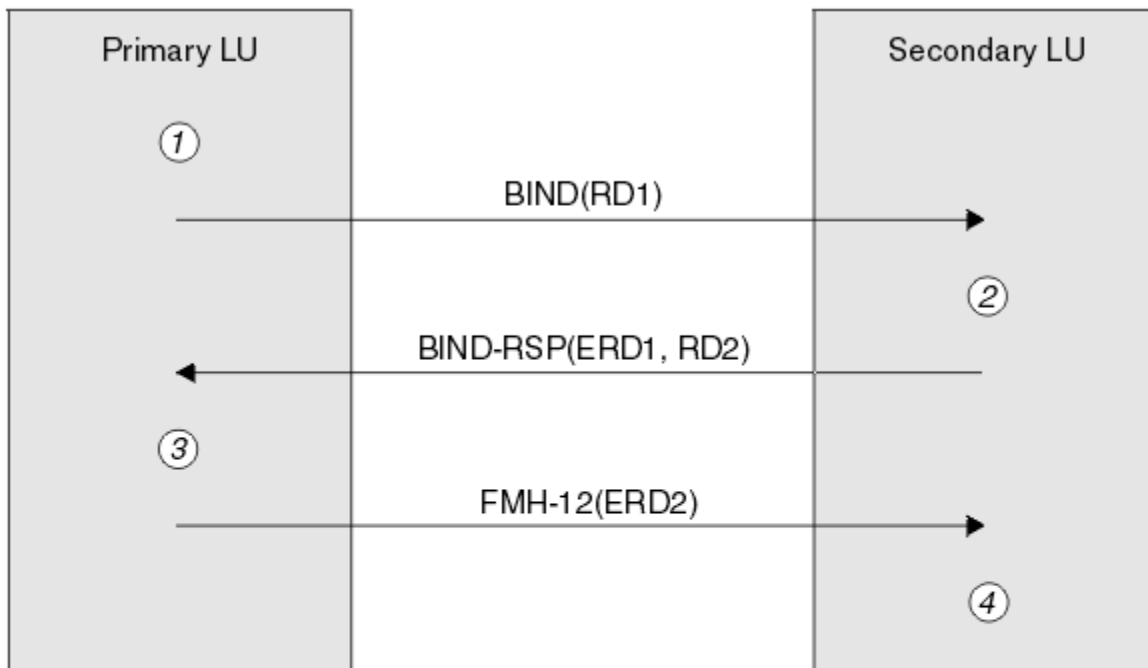 Primary LU
Secondary LU
1
BIND(RD1)
2
BIND-RSP(ERD1, RD2)
3
FMH-12(ERD2)
4